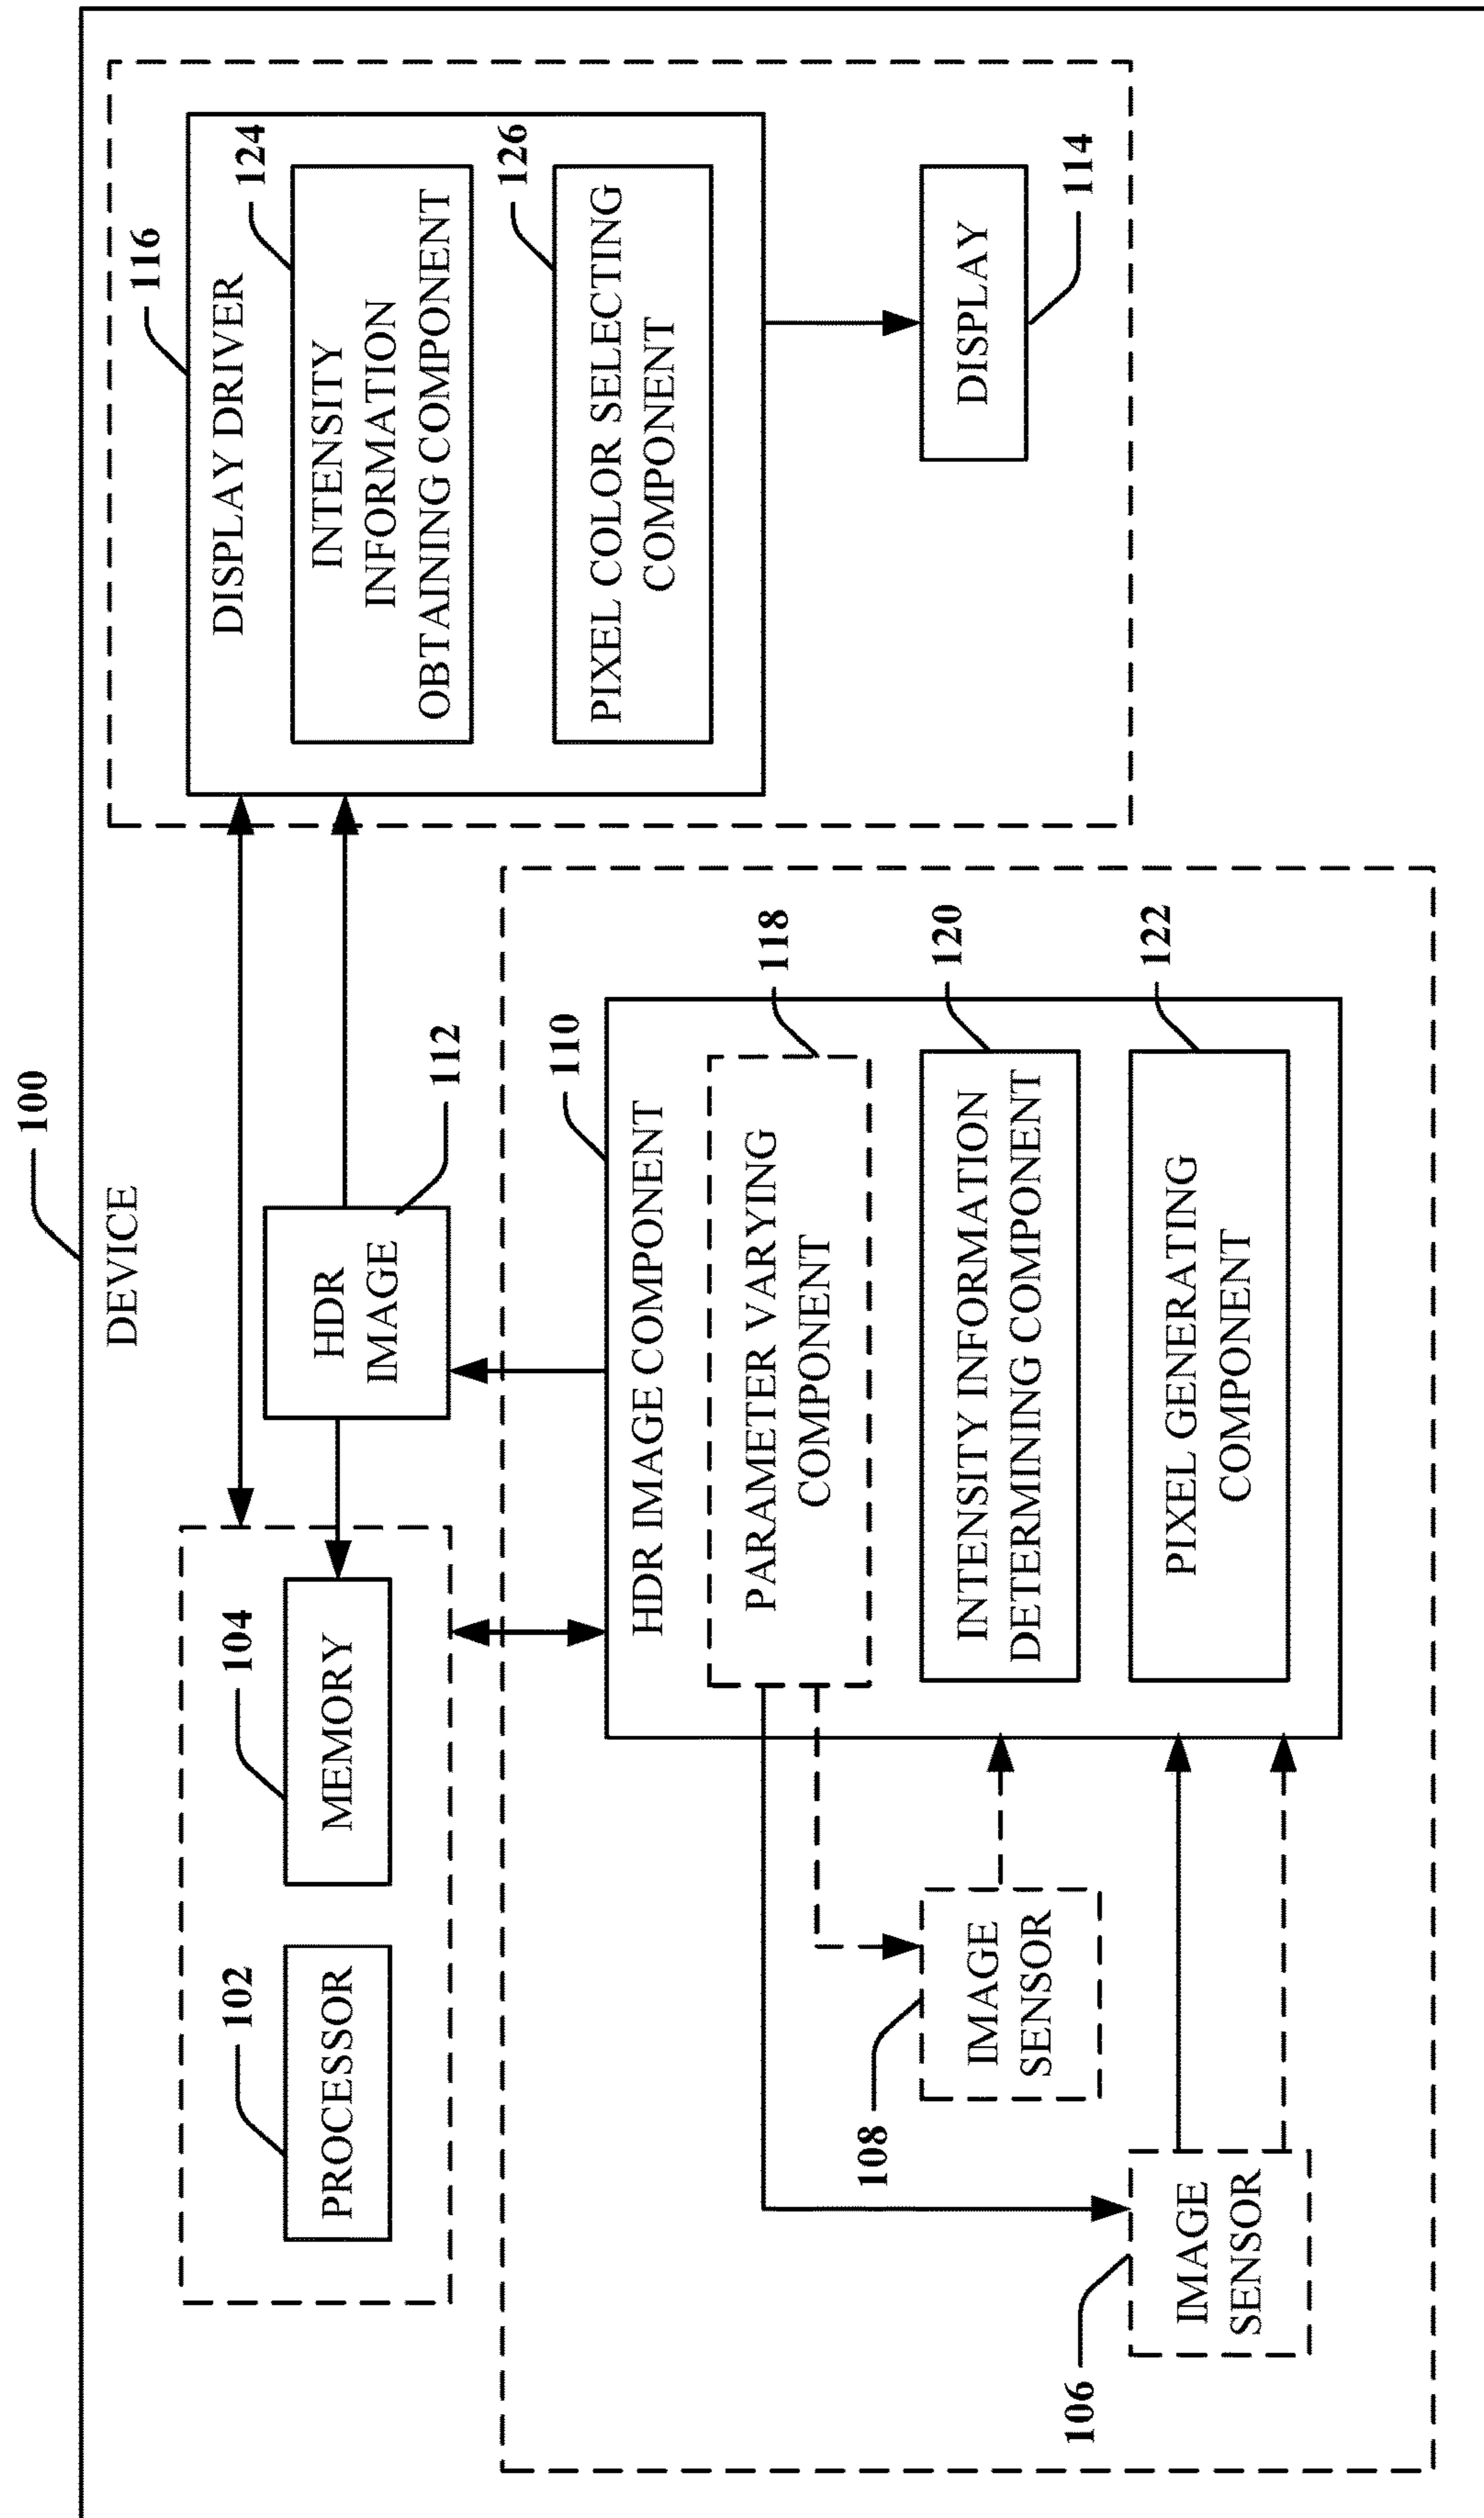 100
DEVICE
102
PROCESSOR
104
MEMORY
HDR
IMAGE
112
116
DISPLAY DRIVER
124
INTENSITY
INFORMATION
OBTAINING COMPONENT
126
PIXEL COLOR SELECTING
COMPONENT
DISPLAY
114
110
HDR IMAGE COMPONENT
118
PARAMETER VARYING
COMPONENT
120
INTENSITY INFORMATION
DETERMINING COMPONENT
122
PIXEL GENERATING
COMPONENT
108
IMAGE
SENSOR
106
IMAGE
SENSOR